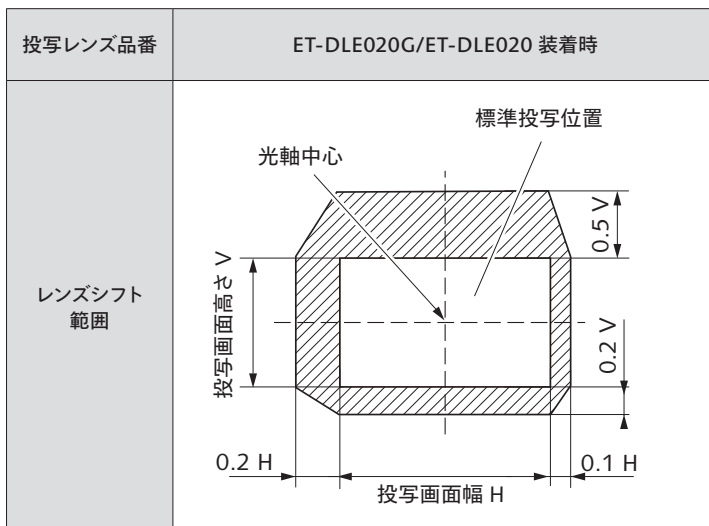 投写レンズ品番
ET-DLE020G/ET-DLE020 装着時
標準投写位置
光軸中心
0.5 V
投写画面高さ V
レンズシフト
範囲
0.2 V
0.2 H
0.1 H
投写画面幅 H